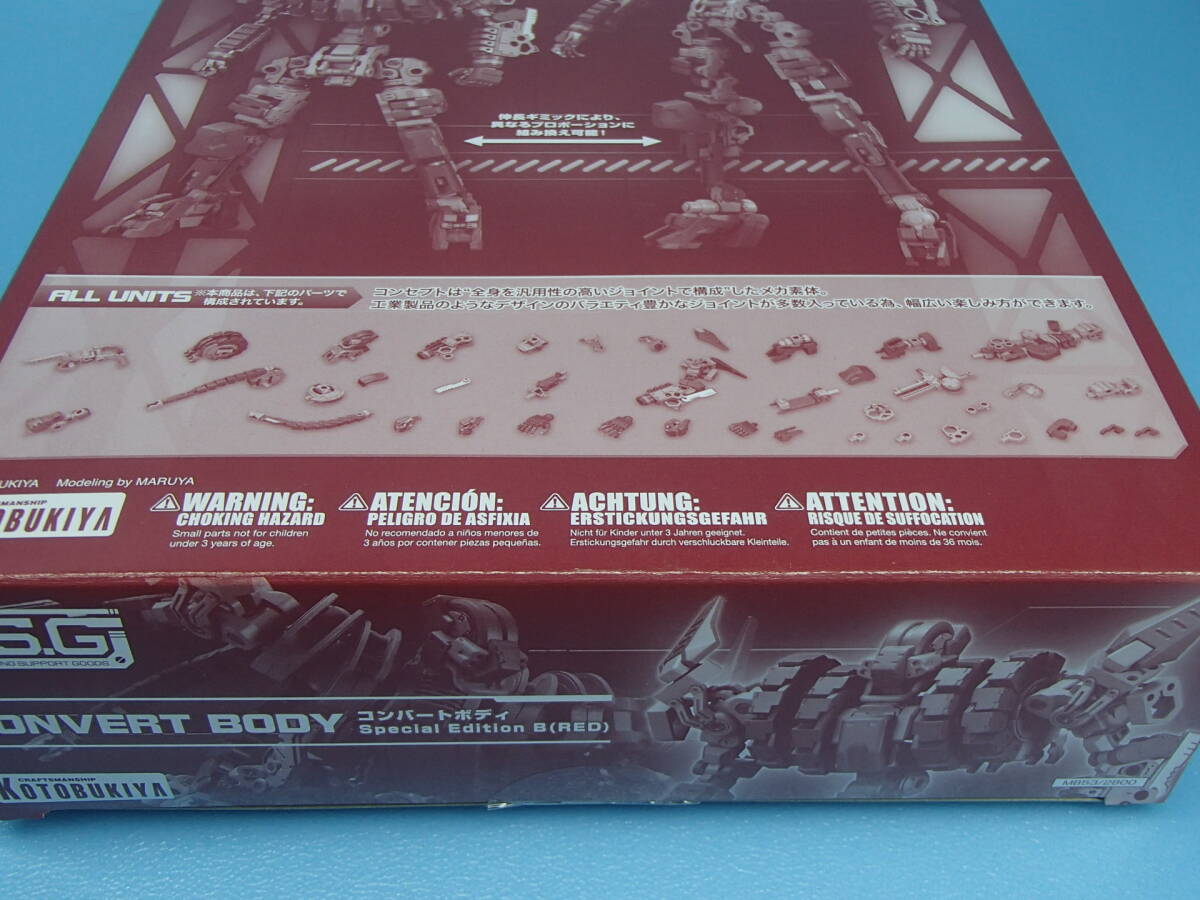 伸長ギミックにより、
異なるプロポーションに
組み換え可能!
ALL UNITS ※本商品は、下記のパーツで
構成されています。
コンセプトは"全身を汎用性の高いジョイントで構成"したメカ素体。
工業製品のようなデザインのバラエティ豊かなジョイントが多数入っている為、幅広い楽しみ方ができます。
UKIYA Modeling by MARUYA
MANSHIP
OBUKIYA
WARNING:
CHOKING HAZARD
Small parts not for children
under 3 years of age.
ATENCIÓN:
PELIGRO DE ASFIXIA
No recomendado a niños menores de
3 años por contener piezas pequeñas.
ACHTUNG:
ERSTICKUNGSGEFAHR
Nicht für Kinder unter 3 Jahren geeignet.
Erstickungsgefahr durch verschluckbare Kleinteile.
ATTENTION:
RISQUE DE SUFFOCATION
Contient de petites pièces. Ne convient
pas à un enfant de moins de 36 mois.
S.G
NG SUPPORT GOODS
ONVERT BODY コンバートボディ
Special Edition B(RED)
CRAFTSMANSHIP
KOTOBUKIYA
MB53/2800